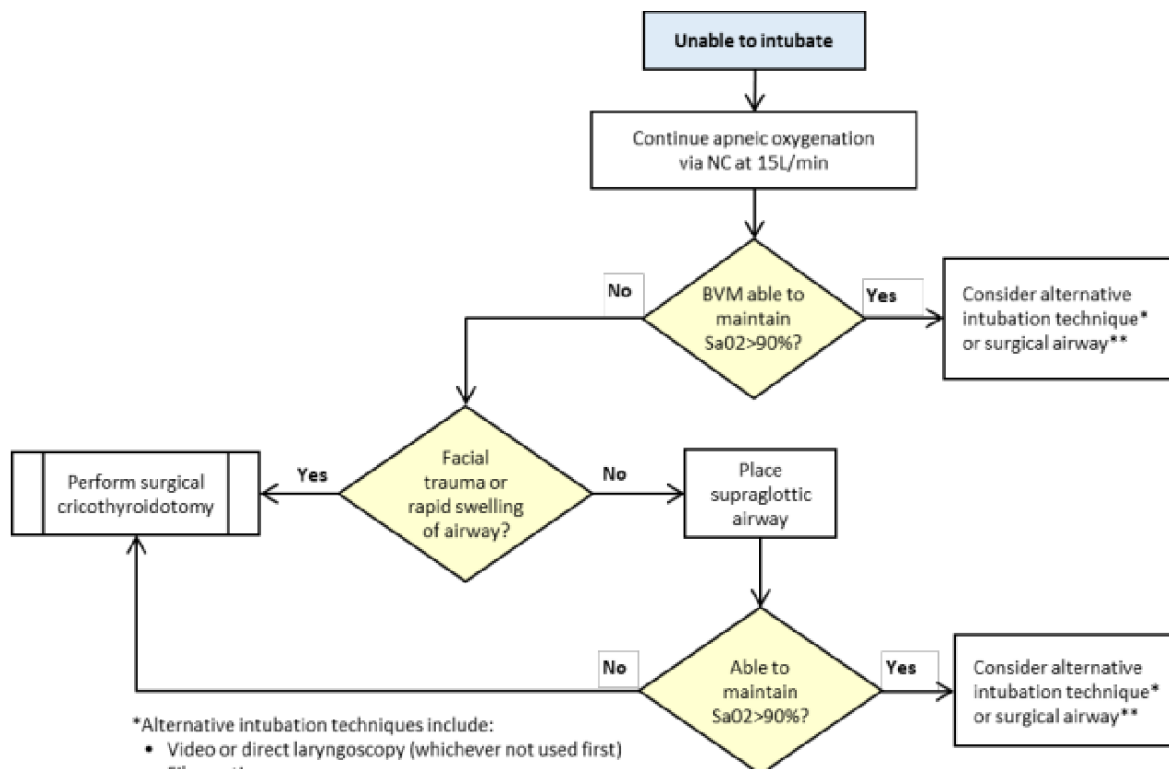 Unable to intubate
Continue apneic oxygenation
via NC at 15L/min
No
BVM able to
maintain
Sa02>90%?
Yes
Consider alternative
intubation technique*
or surgical airway**
Perform surgical
cricothyroidotomy
Yes
Facial
trauma or
rapid swelling
of airway?
No
Place
supraglottic
airway
No
Able to
maintain
Sa02>90%?
Yes
Consider alternative
intubation technique*
or surgical airway**
*Alternative intubation techniques include:
• Video or direct laryngoscopy (whichever not used first)